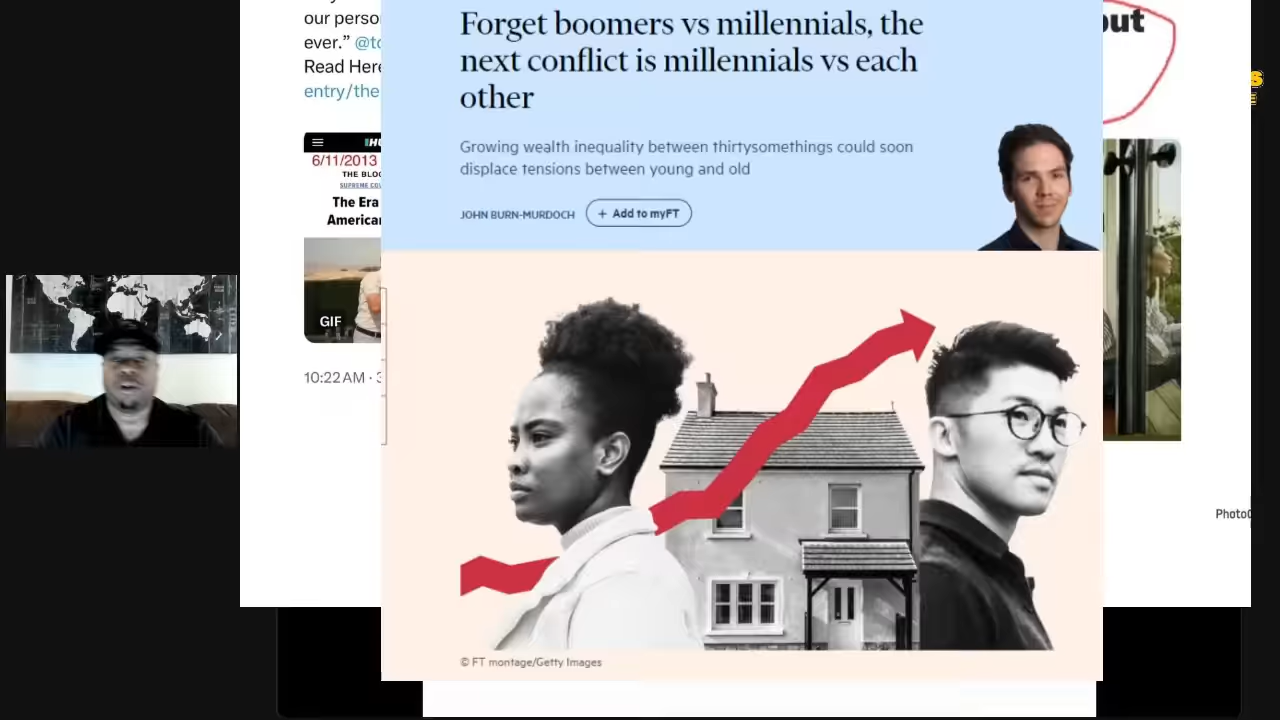 our perso
ever.” @to
Read Here
entry/the
6/11/2013
THE BLO
The Era
American
GIF
10:22 AM · 3
Forget boomers vs millennials, the
next conflict is millennials vs each
other
Growing wealth inequality between thirtysomethings could soon
displace tensions between young and old
JOHN BURN-MURDOCH
+ Add to myFT
© FT montage/Getty Images
out
S
E
Photo